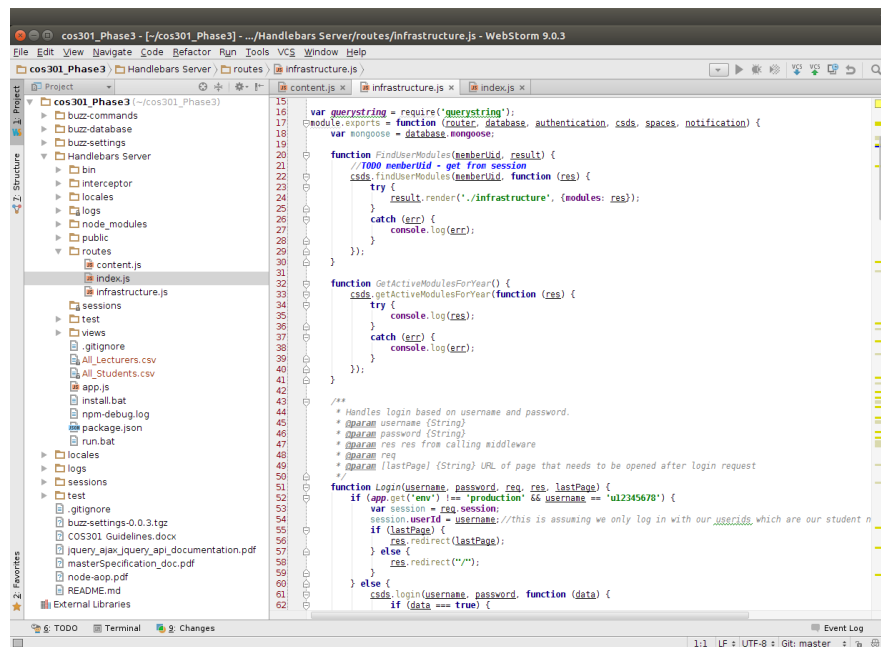 cos301_Phase3 - [~/cos301_Phase3] - .../Handlebars Server/routes/infrastructure.js - WebStorm 9.0.3
File Edit View Navigate Code Refactor Run Tools VCS Window Help
cos301_Phase3 Handlebars Server routes infrastructure.js
Project
content.js × infrastructure.js × index.js ×
1: Project
7: Structure
2: Favorites
cos301_Phase3 (~/cos301_Phase3)
buzz-commands
buzz-database
buzz-settings
Handlebars Server
bin
interceptor
locales
logs
node_modules
public
routes
content.js
index.js
infrastructure.js
sessions
test
views
.gitignore
All_Lecturers.csv
All_Students.csv
app.js
install.bat
npm-debug.log
package.json
run.bat
locales
logs
sessions
test
.gitignore
buzz-settings-0.0.3.tgz
COS301 Guidelines.docx
jquery_ajax_jquery_api_documentation.pdf
masterSpecification_doc.pdf
node-aop.pdf
README.md
External Libraries
15
16 var querystring = require('querystring');
17 module.exports = function (router, database, authentication, csds, spaces, notification) {
18 var mongoose = database.mongoose;
19
20 function FindUserModules(memberUid, result) {
21 //TODO memberUid - get from session
22 csds.findUserModules(memberUid, function (res) {
23 try {
24 result.render('./infrastructure', {modules: res});
25 }
26 catch (err) {
27 console.log(err);
28 }
29 });
30 }
31
32 function GetActiveModulesForYear() {
33 csds.getActiveModulesForYear(function (res) {
34 try {
35 console.log(res);
36 }
37 catch (err) {
38 console.log(err);
39 }
40 });
41 }
42
43 /**
44 * Handles login based on username and password.
45 * @param username {String}
46 * @param password {String}
47 * @param res res from calling middleware
48 * @param req
49 * @param [lastPage] {String} URL of page that needs to be opened after login request
50 */
51 function Login(username, password, req, res, lastPage) {
52 if (app.get('env') !== 'production' && username == 'u12345678') {
53 var session = req.session;
54 session.userId = username;//this is assuming we only log in with our userids which are our student n
55 if (lastPage) {
56 res.redirect(lastPage);
57 } else {
58 res.redirect("/");
59 }
60 } else {
61 csds.login(username, password, function (data) {
62 if (data === true) {
6: TODO Terminal 9: Changes Event Log
1:1 LF UTF-8 Git: master